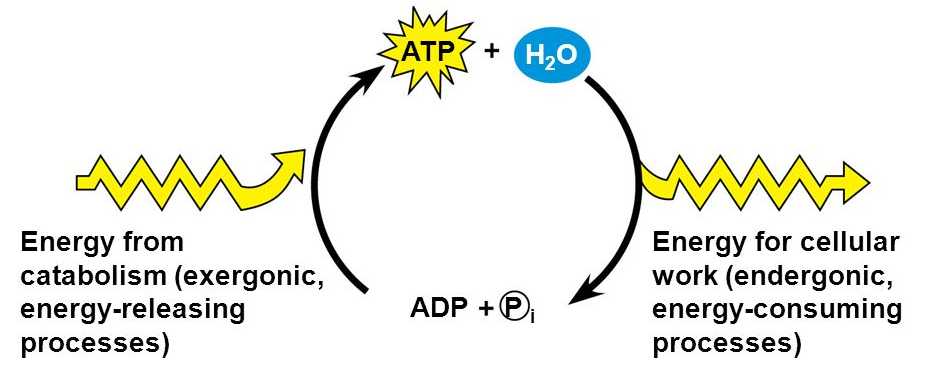 ATP + H₂O
Energy from
catabolism (exergonic,
energy-releasing
processes)
ADP + Pi
Energy for cellular
work (endergonic,
energy-consuming
processes)